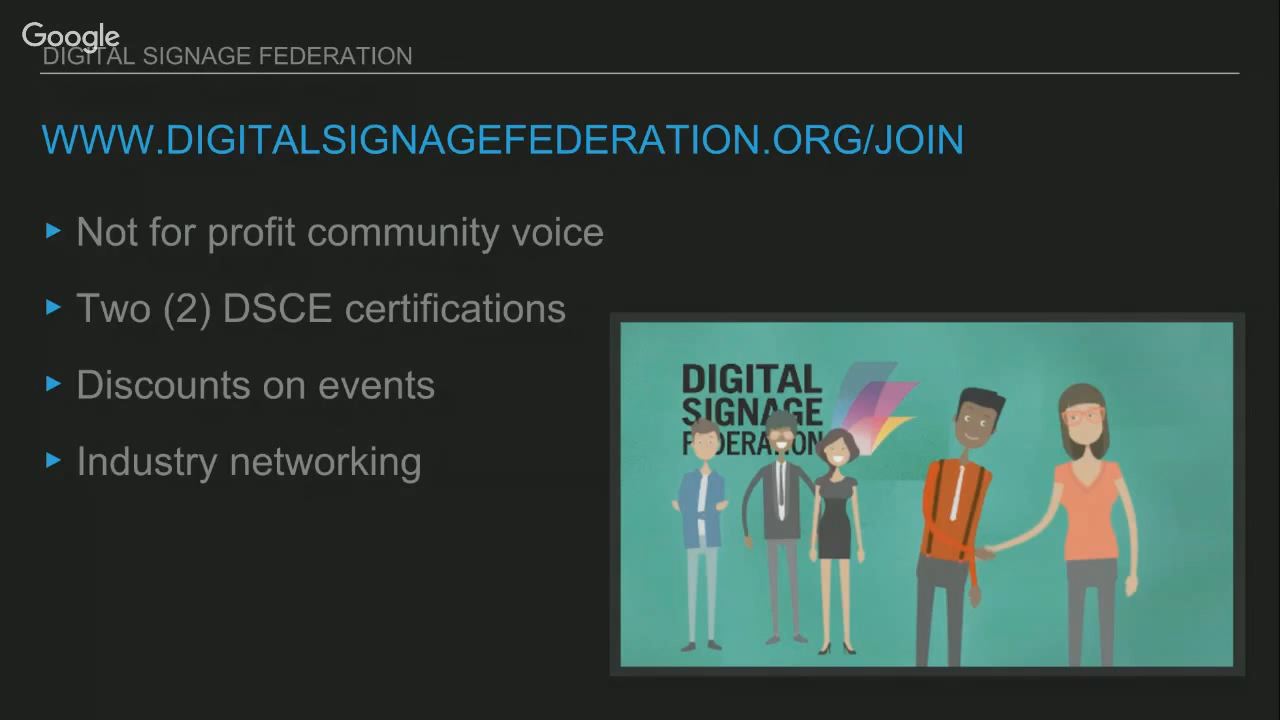 Google
DIGITAL SIGNAGE FEDERATION
WWW.DIGITALSIGNAGEFEDERATION.ORG/JOIN
Not for profit community voice
Two (2) DSCE certifications
Discounts on events
Industry networking
DIGITAL
SIGNAGE
FEDERATION